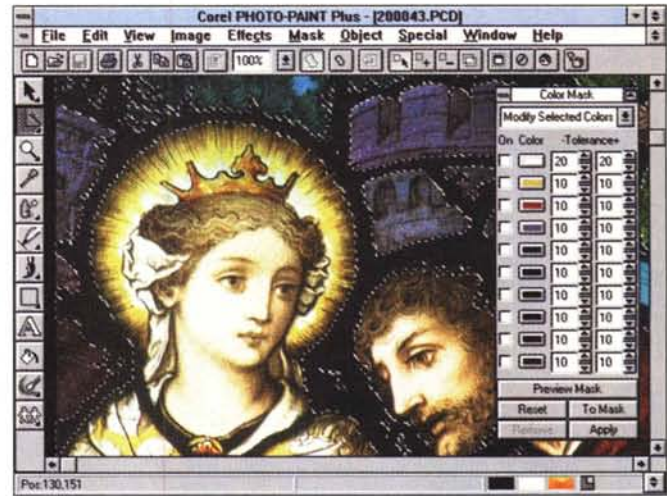 Corel PHOTO-PAINT Plus - [200043.PCD]
File Edit View Image Effects Mask Object Special Window Help
100%
Color Mask
Modify Selected Colors
On Color -Tolerance+
20 20
10 10
10 10
10 10
10 10
10 10
10 10
10 10
10 10
10 10
Preview Mask
Reset To Mask
Remove Apply
Pos:130,151